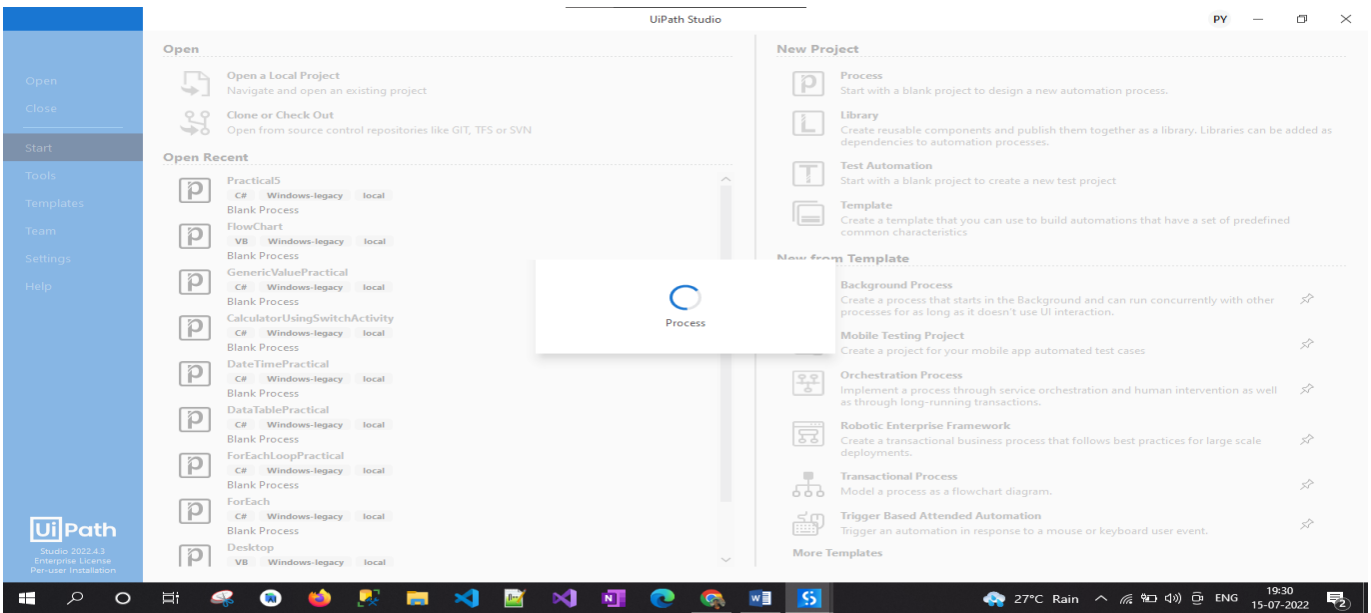 UiPath Studio
PY
Open
Close
Start
Tools
Templates
Team
Settings
Help
UiPath
Studio 2022.4.3
Enterprise License
Per-user Installation
Open
Open a Local Project
Navigate and open an existing project
Clone or Check Out
Open from source control repositories like GIT, TFS or SVN
Open Recent
Practical5
C# Windows-legacy local
Blank Process
FlowChart
VB Windows-legacy local
Blank Process
GenericValuePractical
C# Windows-legacy local
Blank Process
CalculatorUsingSwitchActivity
C# Windows-legacy local
Blank Process
DateTimePractical
C# Windows-legacy local
Blank Process
DataTablePractical
C# Windows-legacy local
Blank Process
ForEachLoopPractical
C# Windows-legacy local
Blank Process
ForEach
C# Windows-legacy local
Blank Process
Desktop
VB Windows-legacy local
Process
New Project
Process
Start with a blank project to design a new automation process.
Library
Create reusable components and publish them together as a library. Libraries can be added as
dependencies to automation processes.
Test Automation
Start with a blank project to create a new test project
Template
Create a template that you can use to build automations that have a set of predefined
common characteristics
New from Template
Background Process
Create a process that starts in the Background and can run concurrently with other
processes for as long as it doesn't use UI interaction.
Mobile Testing Project
Create a project for your mobile app automated test cases
Orchestration Process
Implement a process through service orchestration and human intervention as well
as through long-running transactions.
Robotic Enterprise Framework
Create a transactional business process that follows best practices for large scale
deployments.
Transactional Process
Model a process as a flowchart diagram.
Trigger Based Attended Automation
Trigger an automation in response to a mouse or keyboard user event.
More Templates
27°C Rain
ENG
19:30
15-07-2022
2